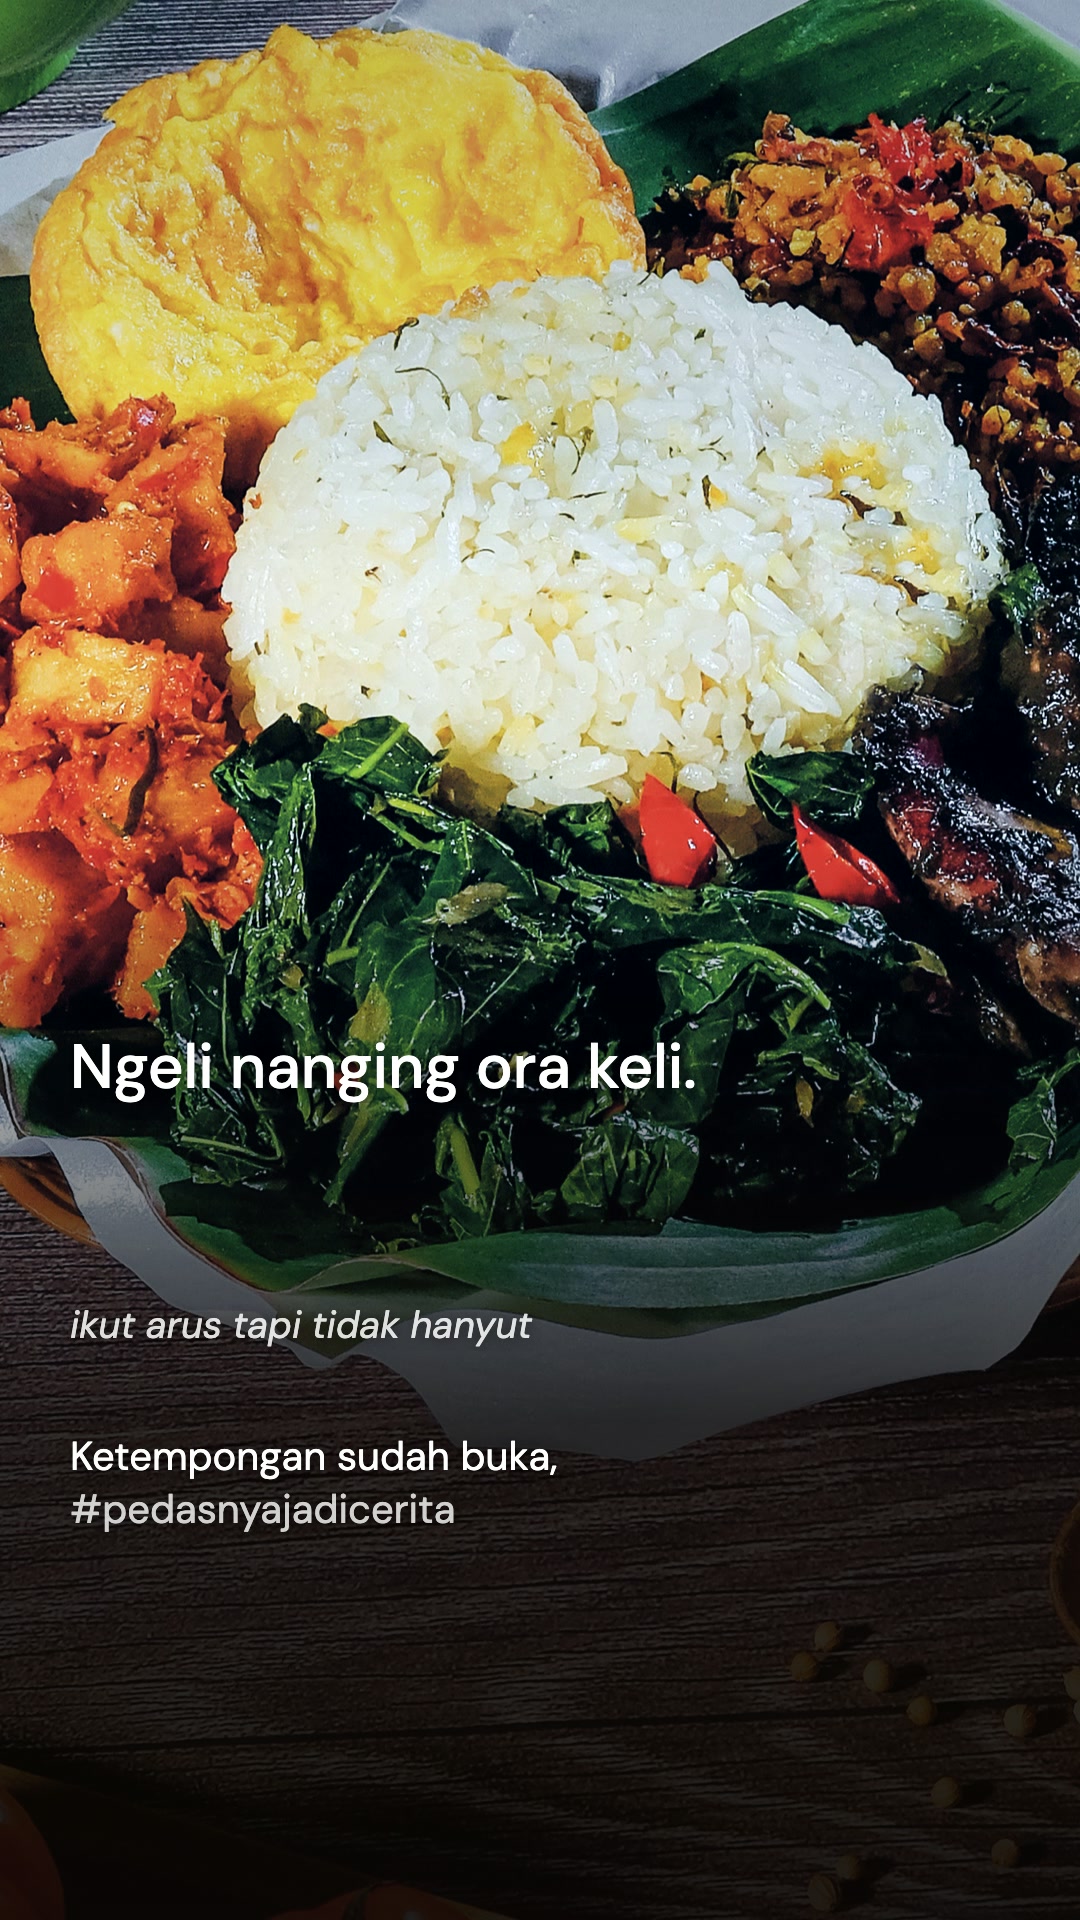 Ngeli nanging ora keli.
ikut arus tapi tidak hanyut
Ketempongan sudah buka,
#pedasnyajadicerita